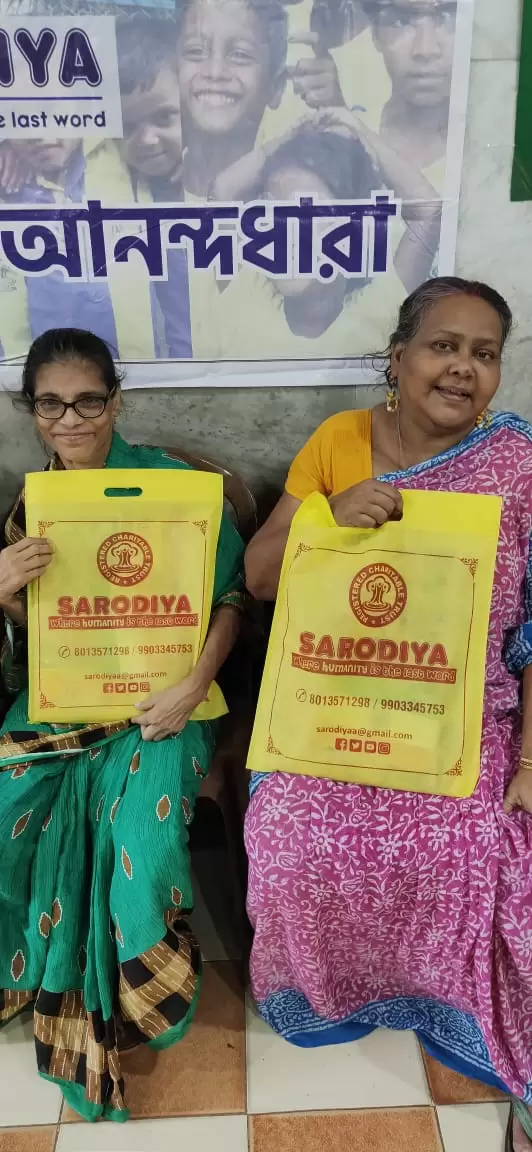 IYA
e last word
আনন্দধারা
REGISTERED CHARITABLE TRUST
SARODIYA
Where humanity is the last word
8013571298 / 9903345753
sarodiyaa@gmail.com
REGISTERED CHARITABLE TRUST
SARODIYA
Where humanity is the last word
8013571298 / 9903345753
sarodiyaa@gmail.com